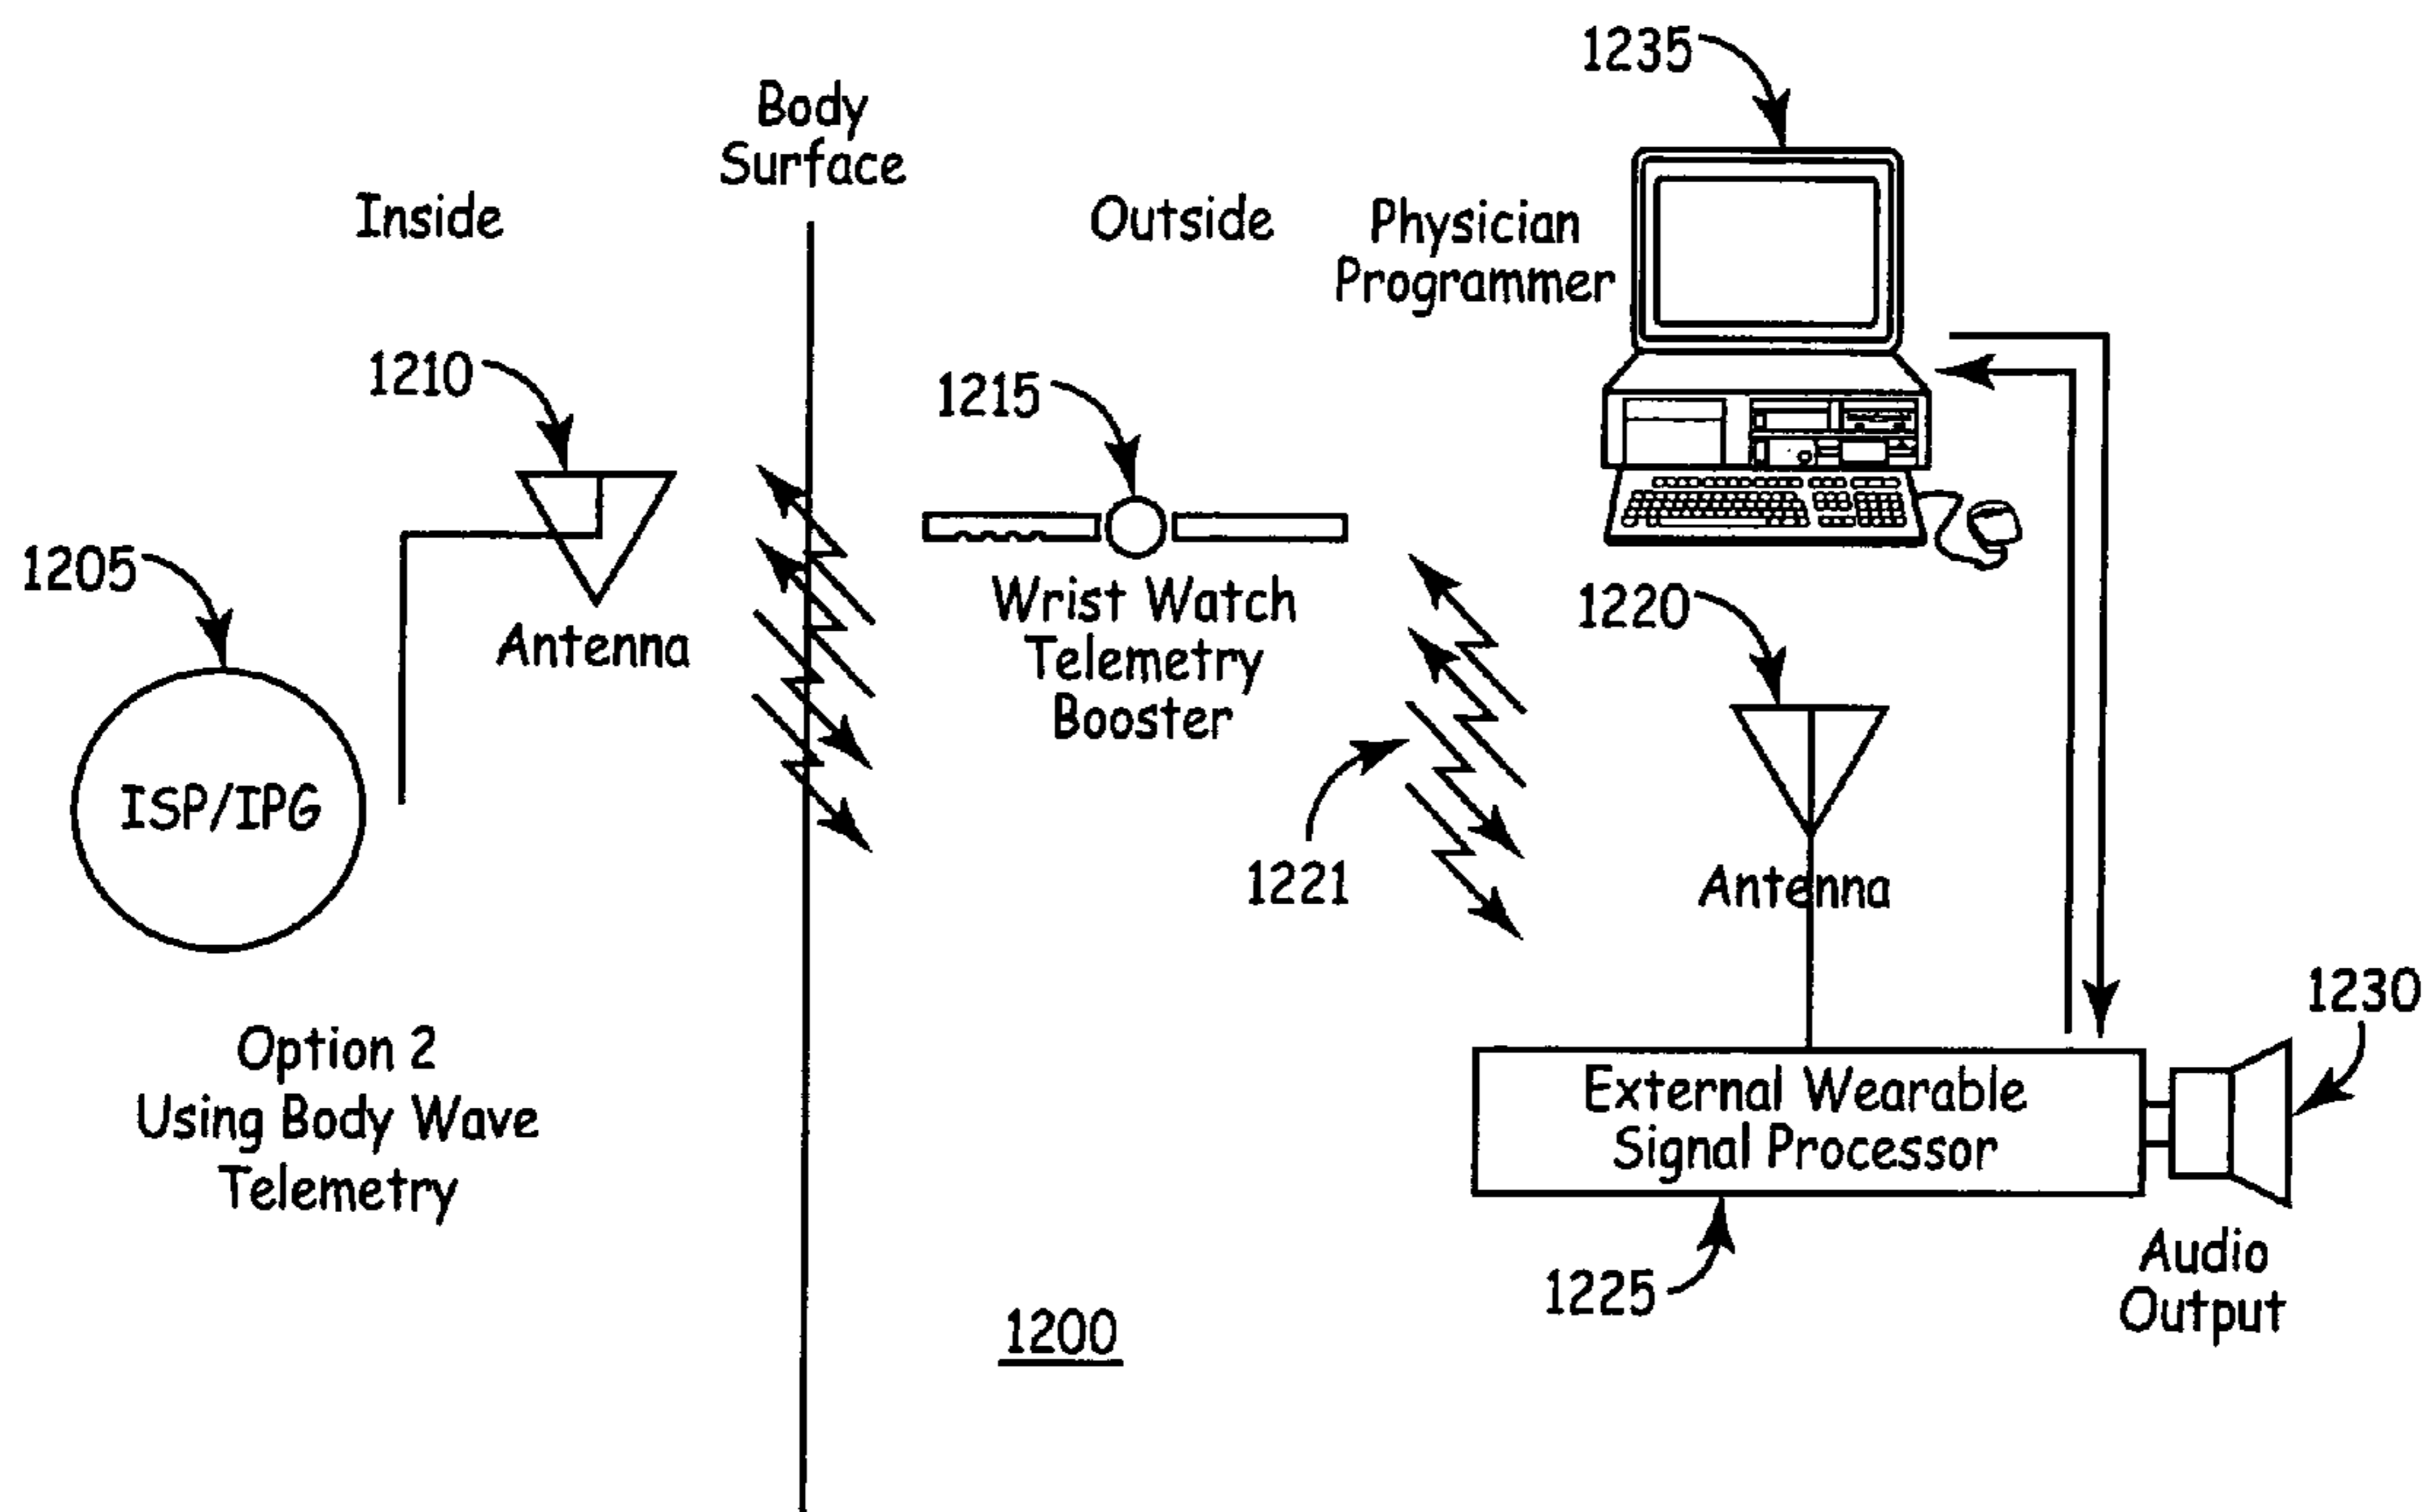 1235
Body
Surface
Inside
Outside
Physician
Programmer
1210
1215
1205
Antenna
Wrist Watch
Telemetry
Booster
1220
ISP/IPG
1221
Antenna
1230
Option 2
Using Body Wave
Telemetry
External Wearable
Signal Processor
1225
Audio
Output
1200